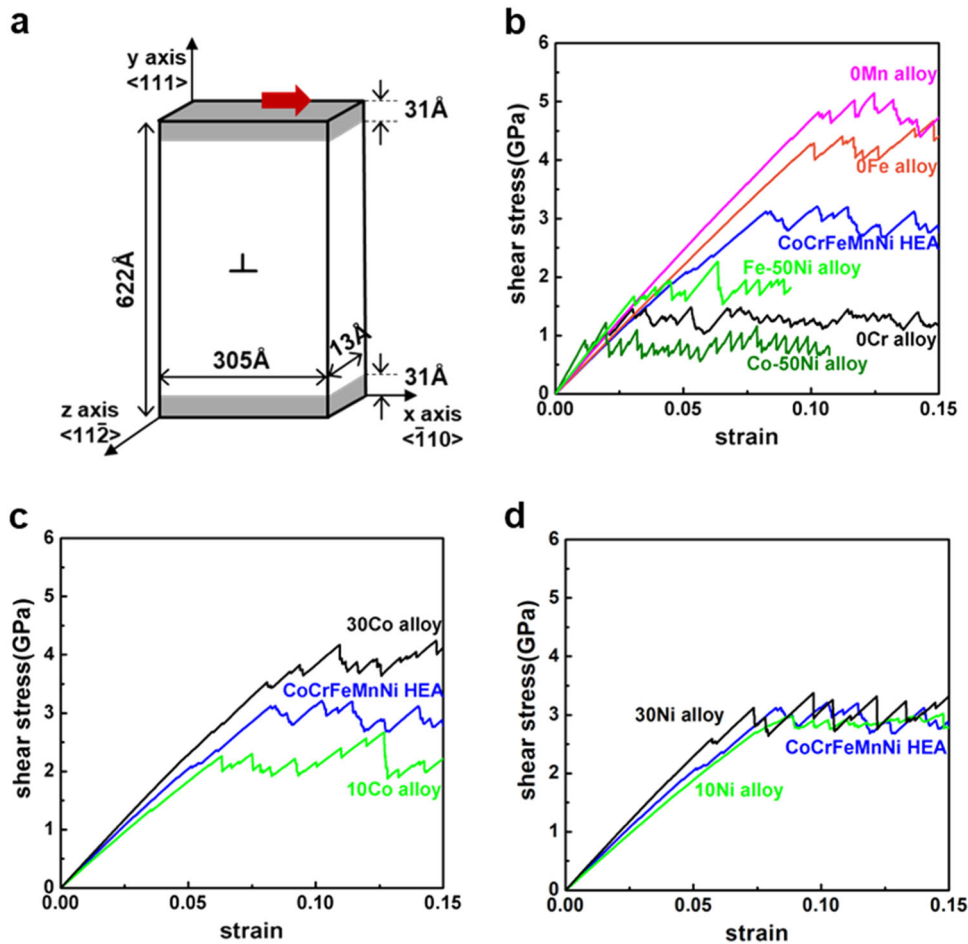 a
y axis
<111>
31Å
622Å
305Å
13Å
31Å
z axis
<112̄>
x axis
<1̄10>
b
6
5
4
3
2
1
0
shear stress(GPa)
0Mn alloy
0Fe alloy
CoCrFeMnNi HEA
Fe-50Ni alloy
0Cr alloy
Co-50Ni alloy
0.00 0.05 0.10 0.15
strain
c
6
5
4
3
2
1
0
shear stress(GPa)
30Co alloy
CoCrFeMnNi HEA
10Co alloy
0.00 0.05 0.10 0.15
strain
d
6
5
4
3
2
1
0
shear stress(GPa)
30Ni alloy
CoCrFeMnNi HEA
10Ni alloy
0.00 0.05 0.10 0.15
strain